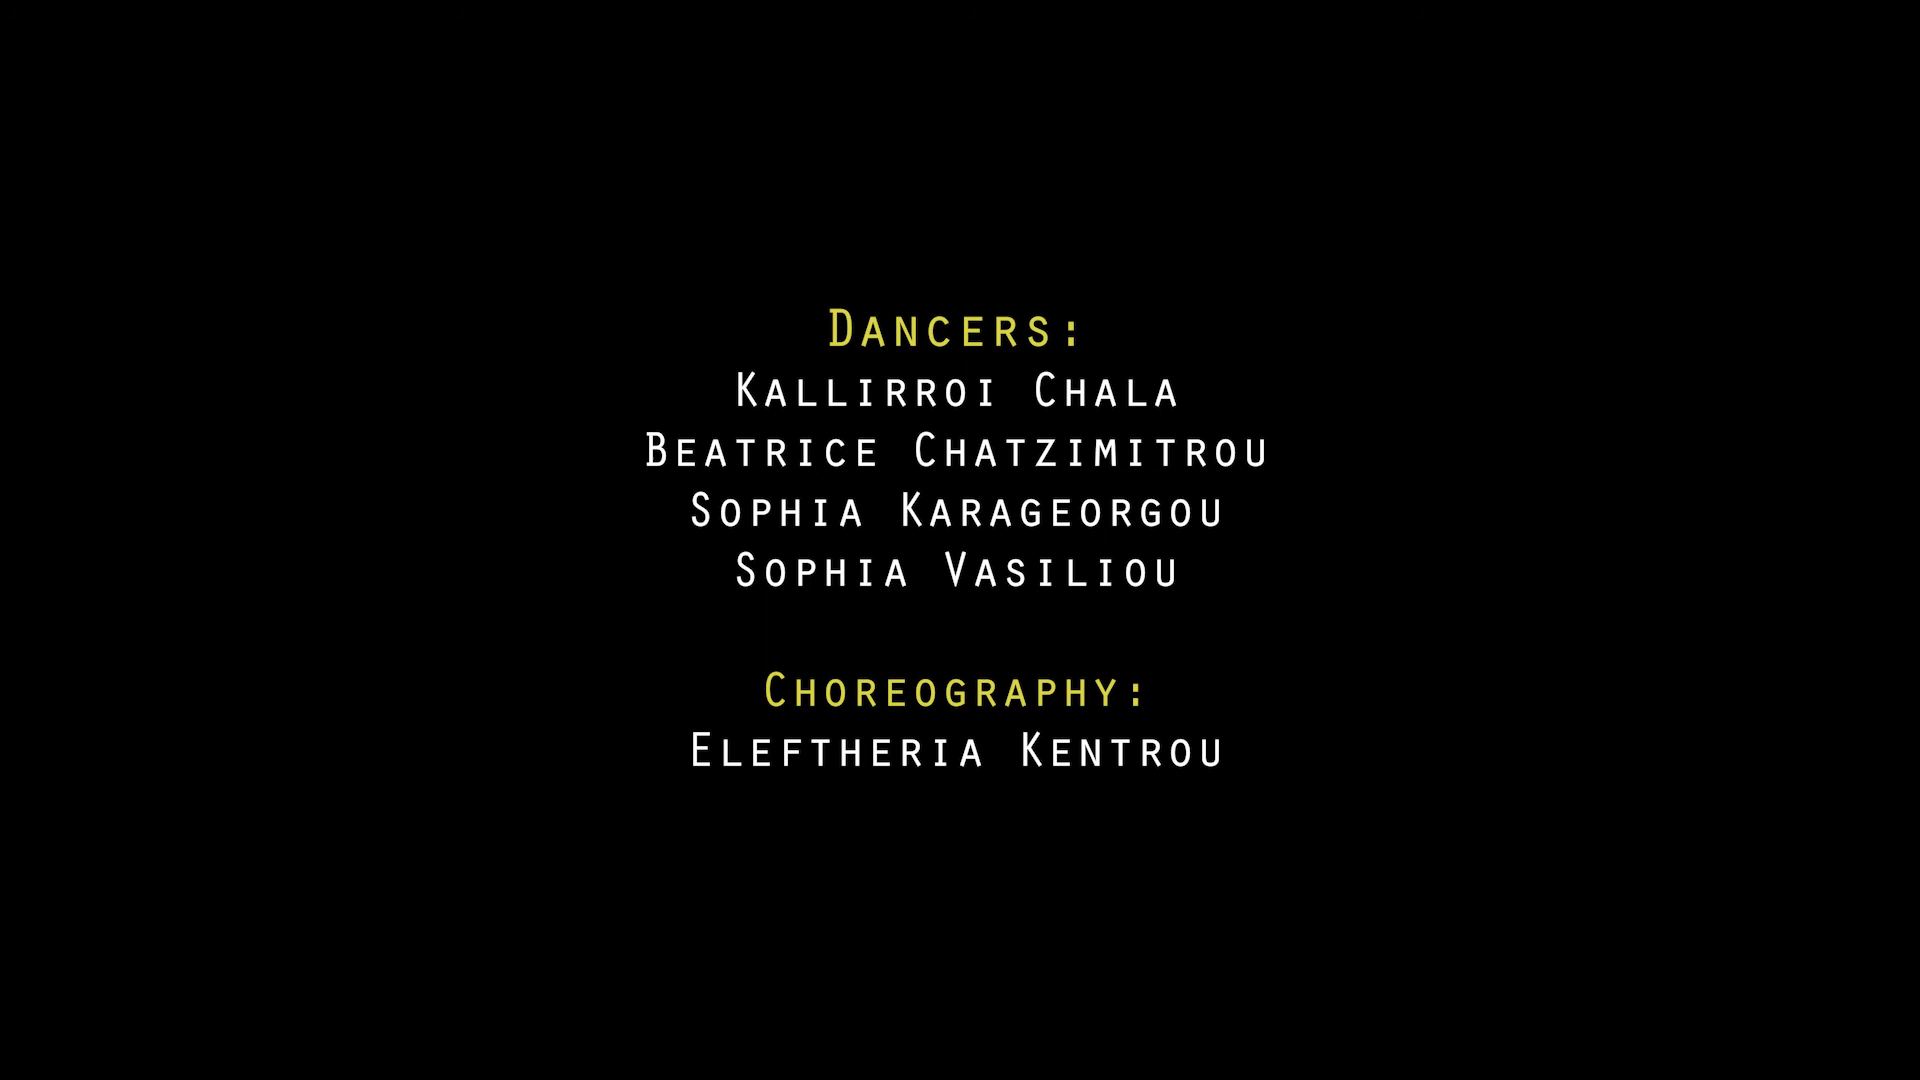 Dancers:
Kallirroi Chala
Beatrice Chatzimitrou
Sophia Karageorgou
Sophia Vasiliou
Choreography:
Eleftheria Kentrou